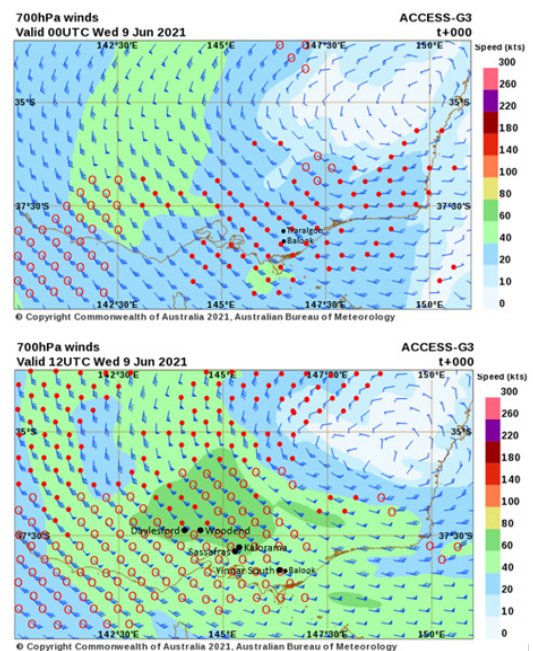 700hPa winds ACCESS-G3
Valid 00UTC Wed 9 Jun 2021 t+000
142°30'E 145°E 147°30'E 150°E Speed (kts)
300
260
35°S 35°S
220
180
140
100
80
37°30'S 37°30'S
60
Traralgon
Balook
40
20
10
0
142°30'E 145°E 147°30'E 150°E
© Copyright Commonwealth of Australia 2021, Australian Bureau of Meteorology
700hPa winds ACCESS-G3
Valid 12UTC Wed 9 Jun 2021 t+000
142°30'E 145°E 147°30'E 150°E Speed (kts)
300
260
35°S 35°S
220
180
140
100
80
Daylesford Woodend
37°30'S 37°30'S
60
Sassafras Kalorama
40
Yinnar South Balook
20
10
0
142°30'E 145°E 147°30'E 150°E
© Copyright Commonwealth of Australia 2021, Australian Bureau of Meteorology